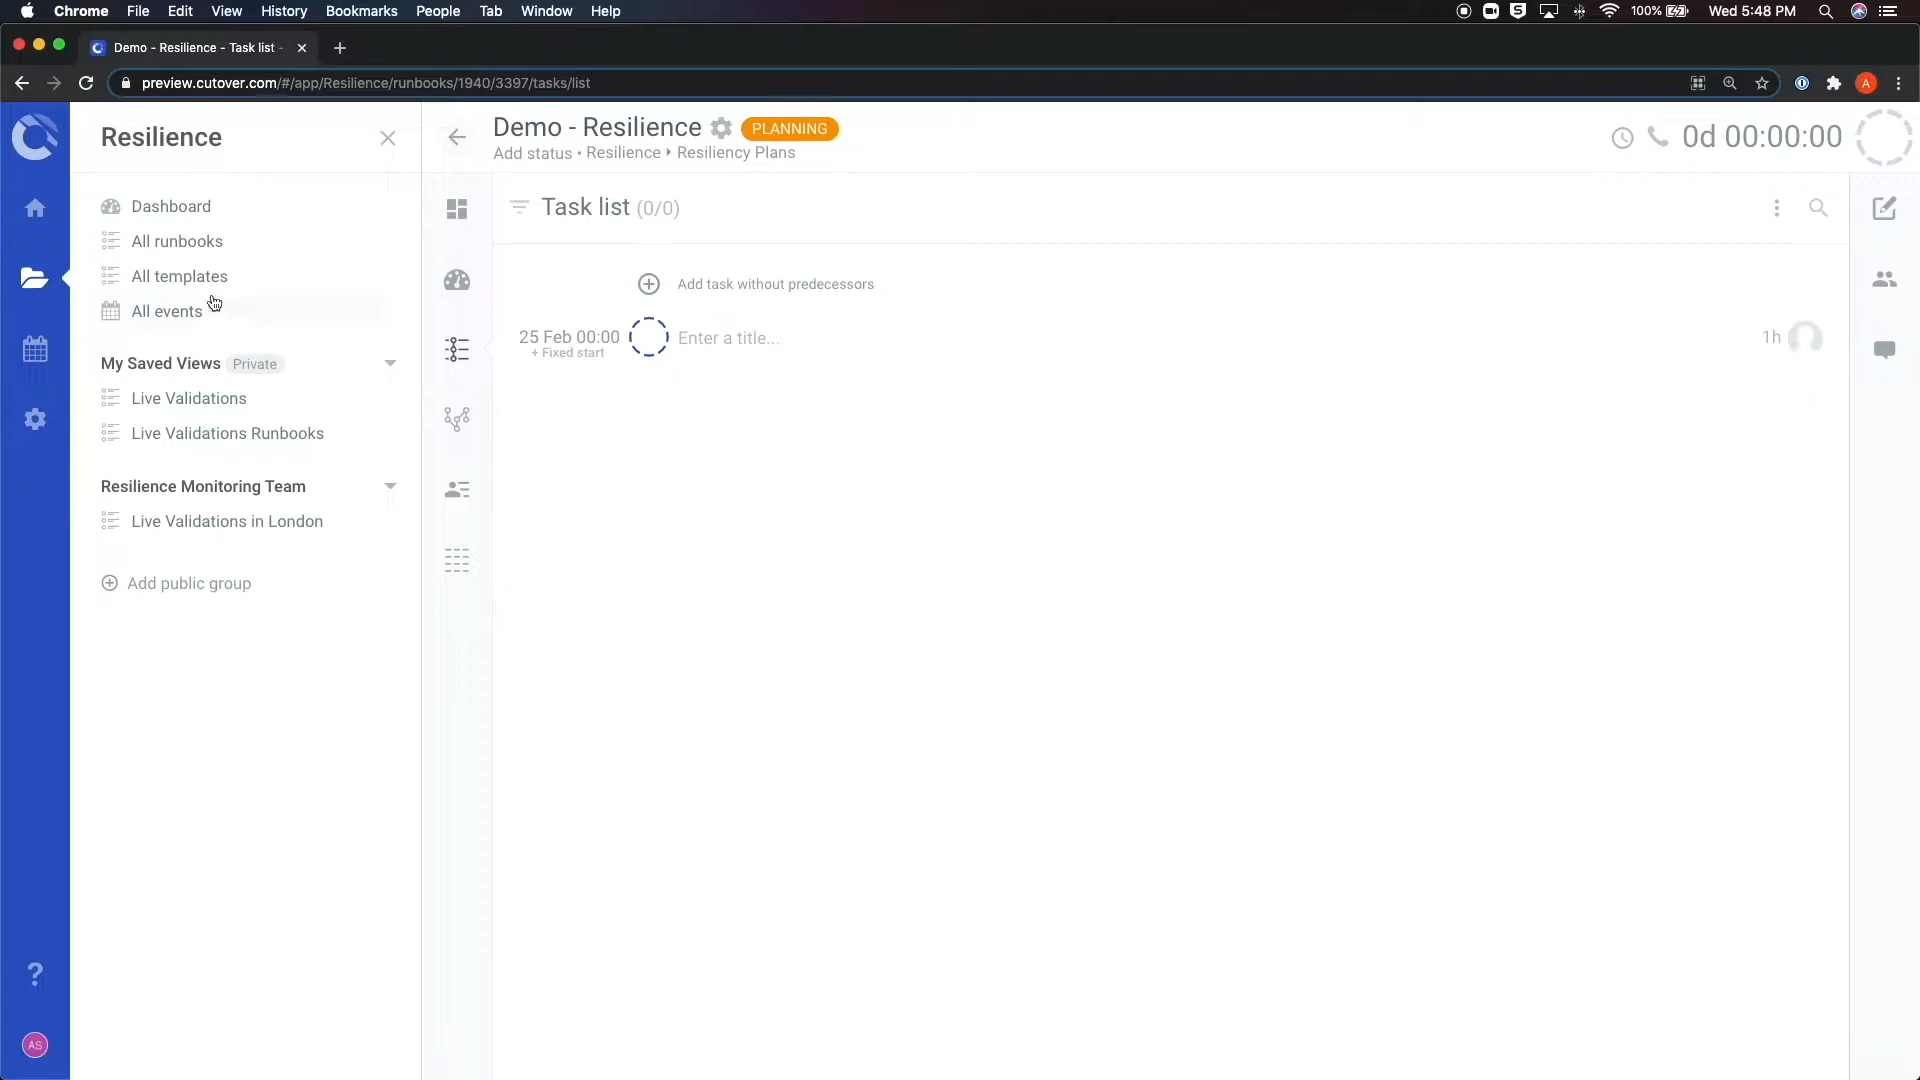 Chrome File Edit View History Bookmarks People Tab Window Help 100% Wed 5:48 PM
Demo - Resilience - Task list -
preview.cutover.com/#/app/Resilience/runbooks/1940/3397/tasks/list A
Resilience
Dashboard
All runbooks
All templates
All events
My Saved Views Private
Live Validations
Live Validations Runbooks
Resilience Monitoring Team
Live Validations in London
Add public group
?
AS
Demo - Resilience PLANNING
Add status • Resilience Resiliency Plans
0d 00:00:00
Task list (0/0)
Add task without predecessors
25 Feb 00:00 Enter a title... 1h
+ Fixed start